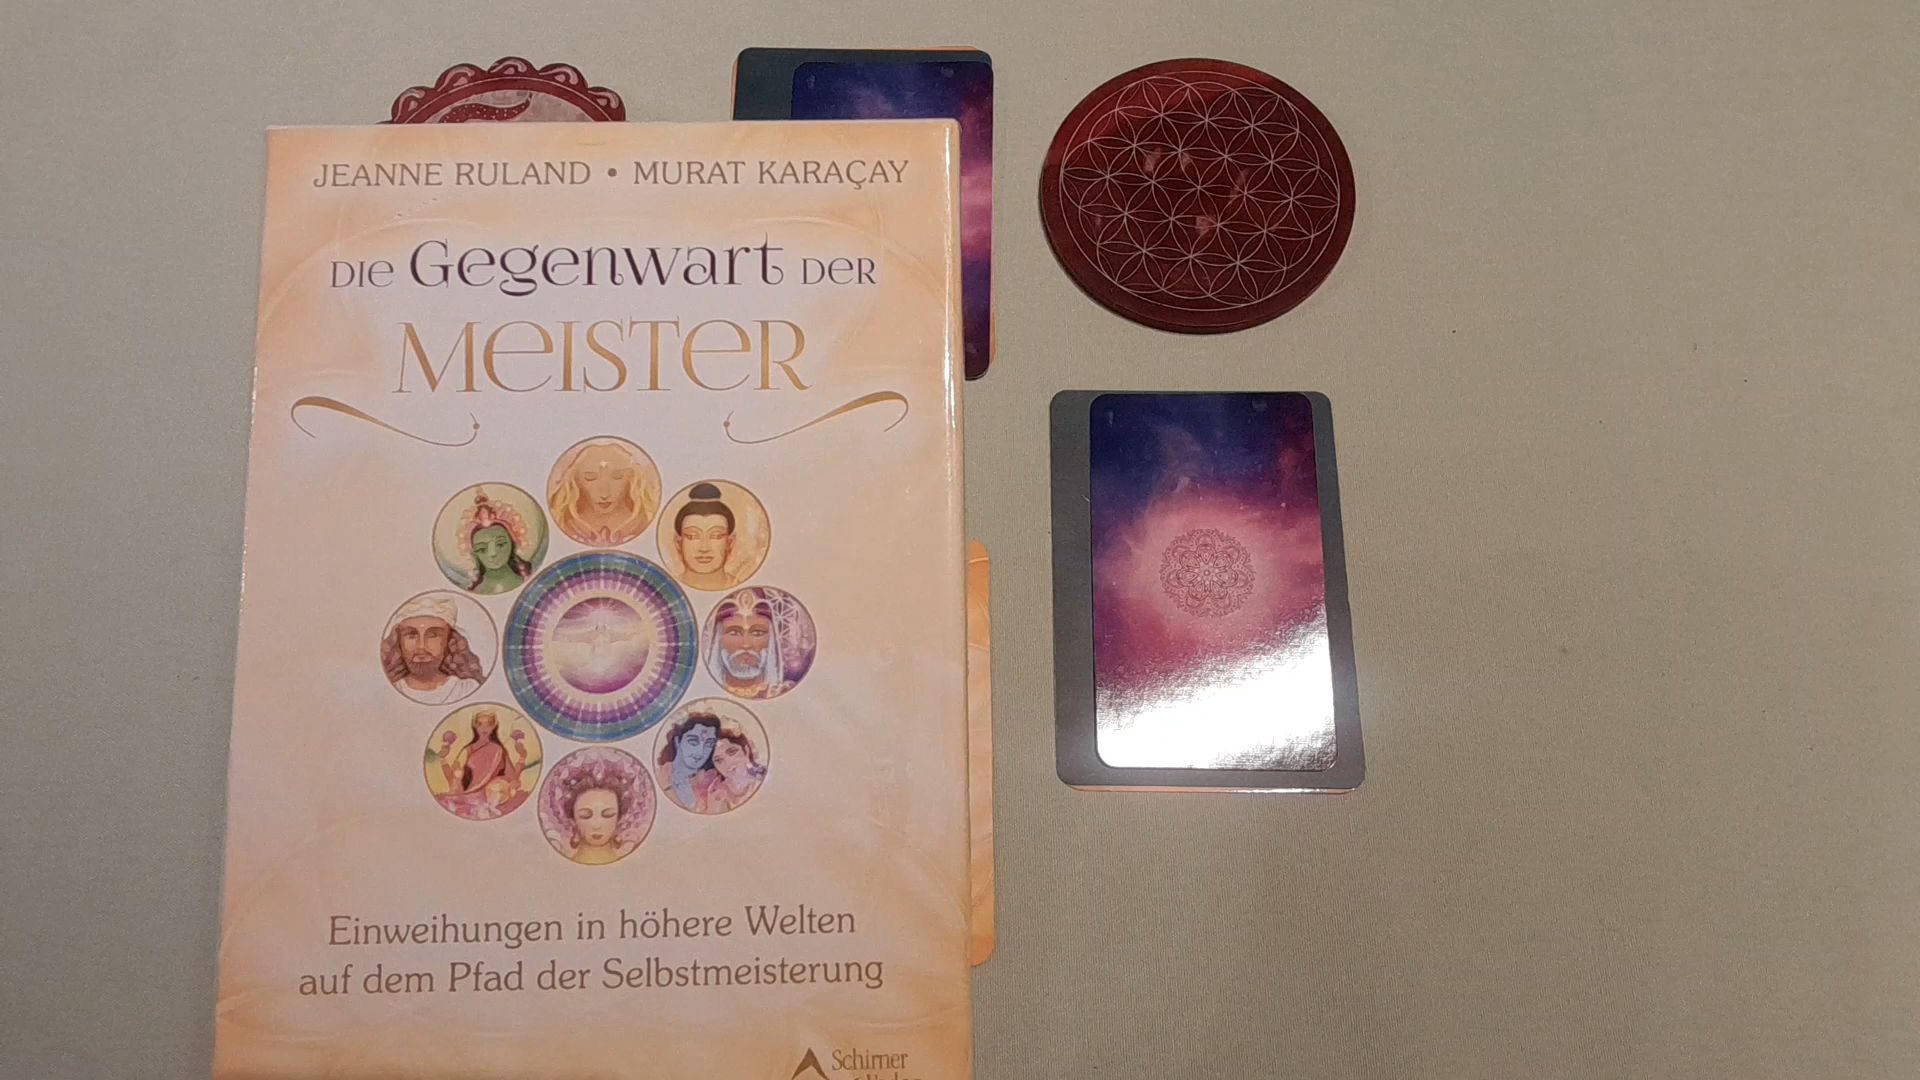 JEANNE RULAND • MURAT KARAÇAY
DIE Gegenwart DER
MEISTER
Einweihungen in höhere Welten
auf dem Pfad der Selbstmeisterung
Schirner